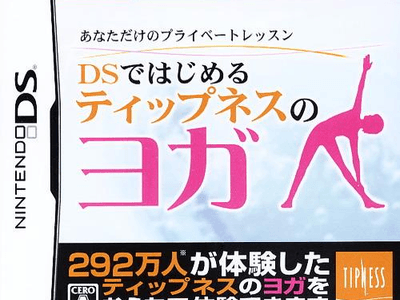 あなただけのプライベートレッスン
DSではじめる
ティップネスの
ヨガ
NINTENDO DS™
292万人※が体験した
ティップネスのヨガを
CERO
TIPNESS